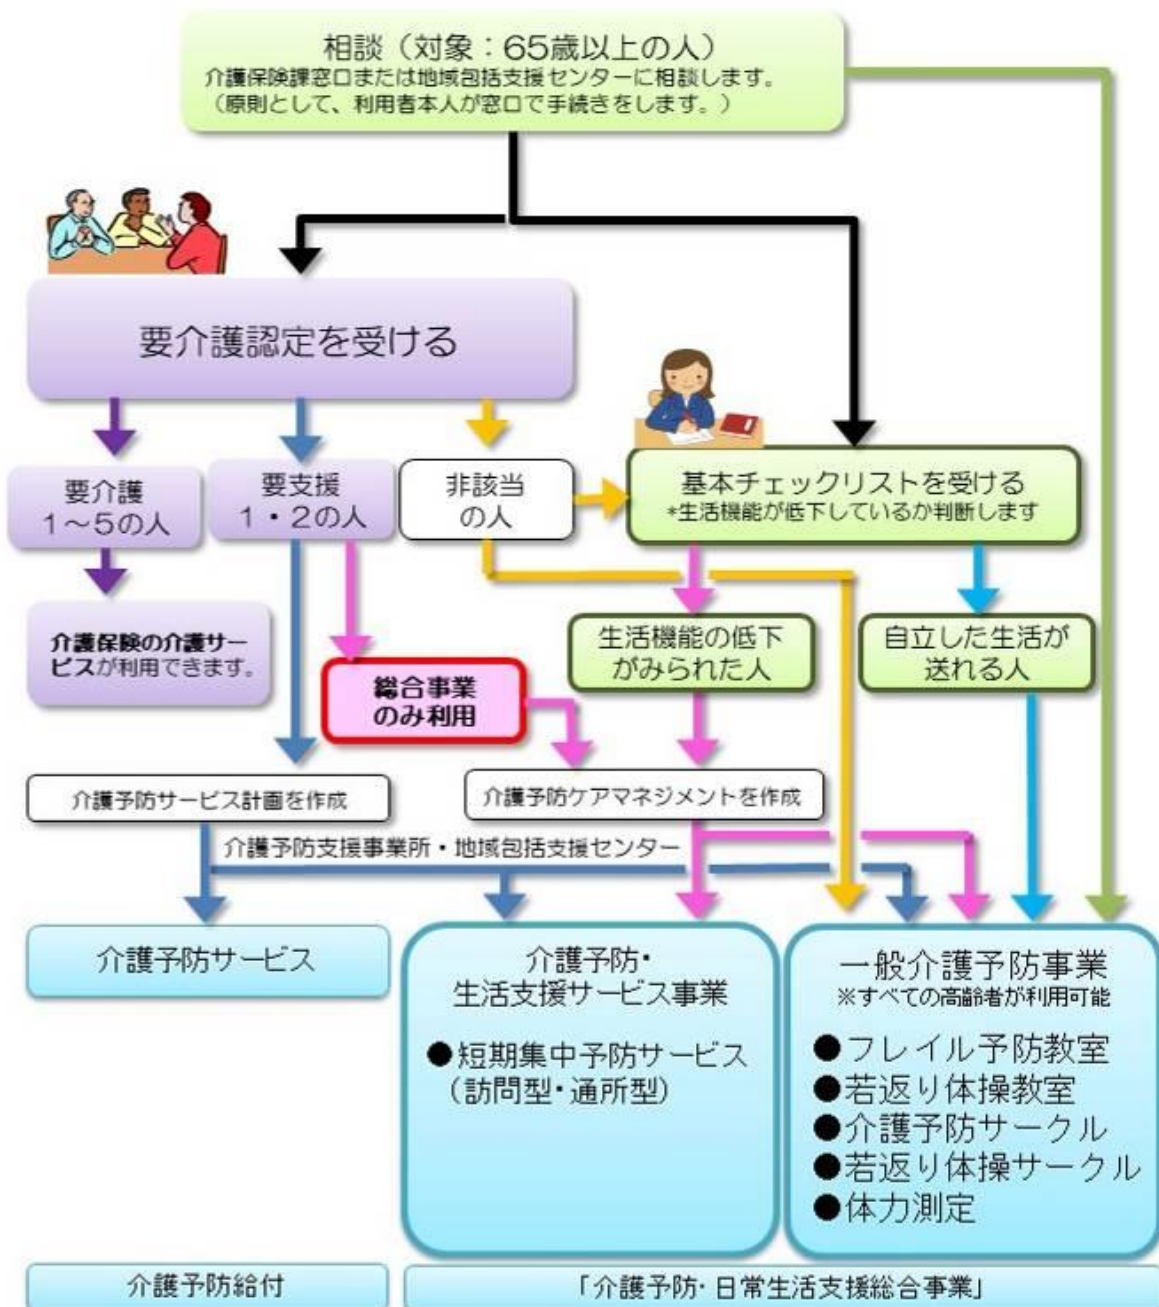 相談（対象：65歳以上の人）
介護保険課窓口または地域包括支援センターに相談します。
（原則として、利用者本人が窓口で手続きをします。）
要介護認定を受ける
要介護
１～５の人
要支援
１・２の人
非該当
の人
基本チェックリストを受ける
*生活機能が低下しているか判断します
介護保険の介護サー
ビスが利用できます。
総合事業
のみ利用
生活機能の低下
がみられた人
自立した生活が
送れる人
介護予防サービス計画を作成
介護予防ケアマネジメントを作成
介護予防支援事業所・地域包括支援センター
介護予防サービス
介護予防・
生活支援サービス事業
●短期集中予防サービス
（訪問型・通所型）
一般介護予防事業
※すべての高齢者が利用可能
●フレイル予防教室
●若返り体操教室
●介護予防サークル
●若返り体操サークル
●体力測定
介護予防給付
「介護予防・日常生活支援総合事業」